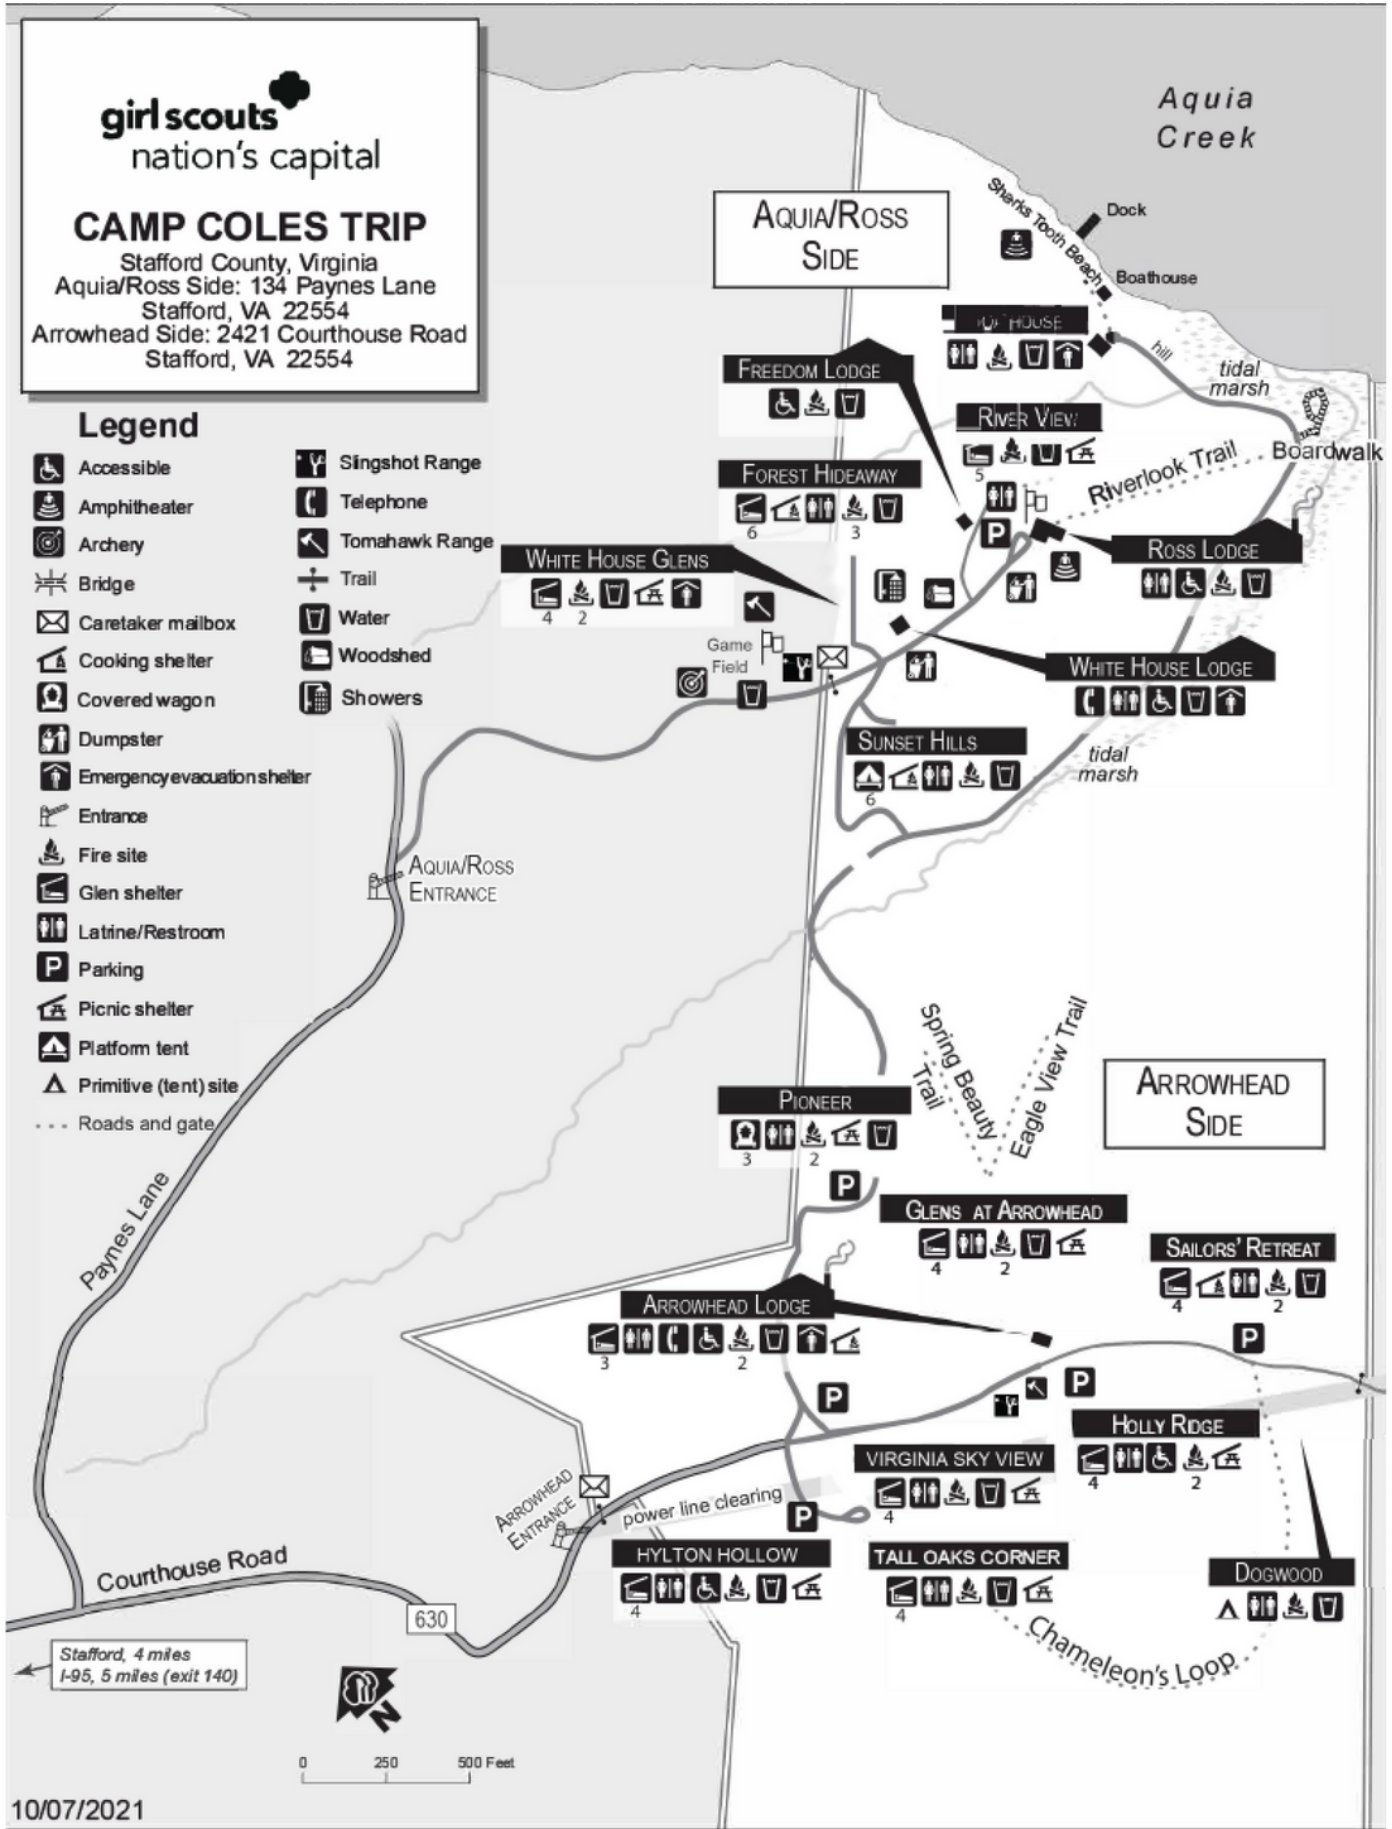 girl scouts
nation's capital
CAMP COLES TRIP
Stafford County, Virginia
Aquia/Ross Side: 134 Paynes Lane
Stafford, VA 22554
Arrowhead Side: 2421 Courthouse Road
Stafford, VA 22554
Legend
Accessible
Amphitheater
Archery
Bridge
Caretaker mailbox
Cooking shelter
Covered wagon
Dumpster
Emergency evacuation shelter
Entrance
Fire site
Glen shelter
Latrine/Restroom
P Parking
Picnic shelter
Platform tent
Primitive (tent) site
Roads and gate
Slingshot Range
Telephone
Tomahawk Range
Trail
Water
Woodshed
Showers
Aquia
Creek
AQUIA/ROSS
SIDE
Sharks Tooth Beach
Dock
Boathouse
HOUSE
hill
tidal
marsh
FREEDOM LODGE
RIVER VIEW
5
Boardwalk
Riverlook Trail
FOREST HIDEAWAY
6
3
P
ROSS LODGE
WHITE HOUSE GLENS
4
2
Game
Field
WHITE HOUSE LODGE
SUNSET HILLS
6
tidal
marsh
AQUIA/ROSS
ENTRANCE
Spring Beauty
Trail
Eagle View Trail
ARROWHEAD
SIDE
PIONEER
3
2
P
GLENS AT ARROWHEAD
4
2
SAILORS' RETREAT
4
2
P
Paynes Lane
ARROWHEAD LODGE
3
2
P
P
HOLLY RIDGE
4
2
VIRGINIA SKY VIEW
4
ARROWHEAD
ENTRANCE
power line clearing
P
HYLTON HOLLOW
4
TALL OAKS CORNER
4
DOGWOOD
Chameleon's Loop
Courthouse Road
630
Stafford, 4 miles
I-95, 5 miles (exit 140)
N
0 250 500 Feet
10/07/2021